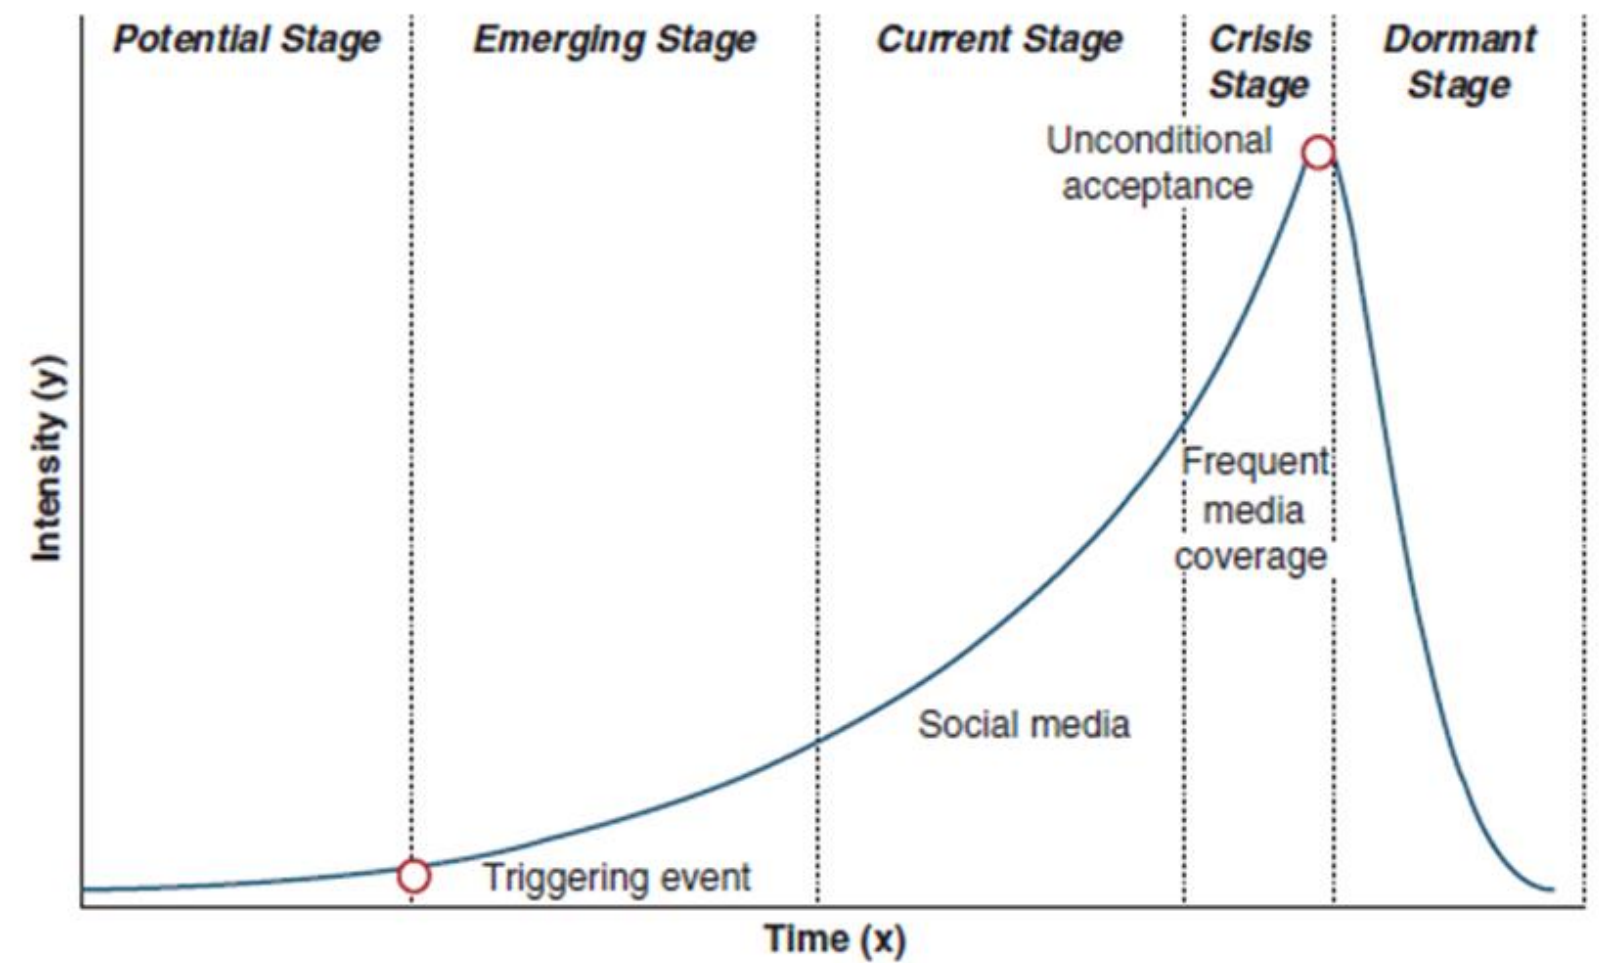 Potential Stage
Emerging Stage
Current Stage
Crisis
Stage
Dormant
Stage
Unconditional
acceptance
Frequent
media
coverage
Social media
Triggering event
Intensity (y)
Time (x)